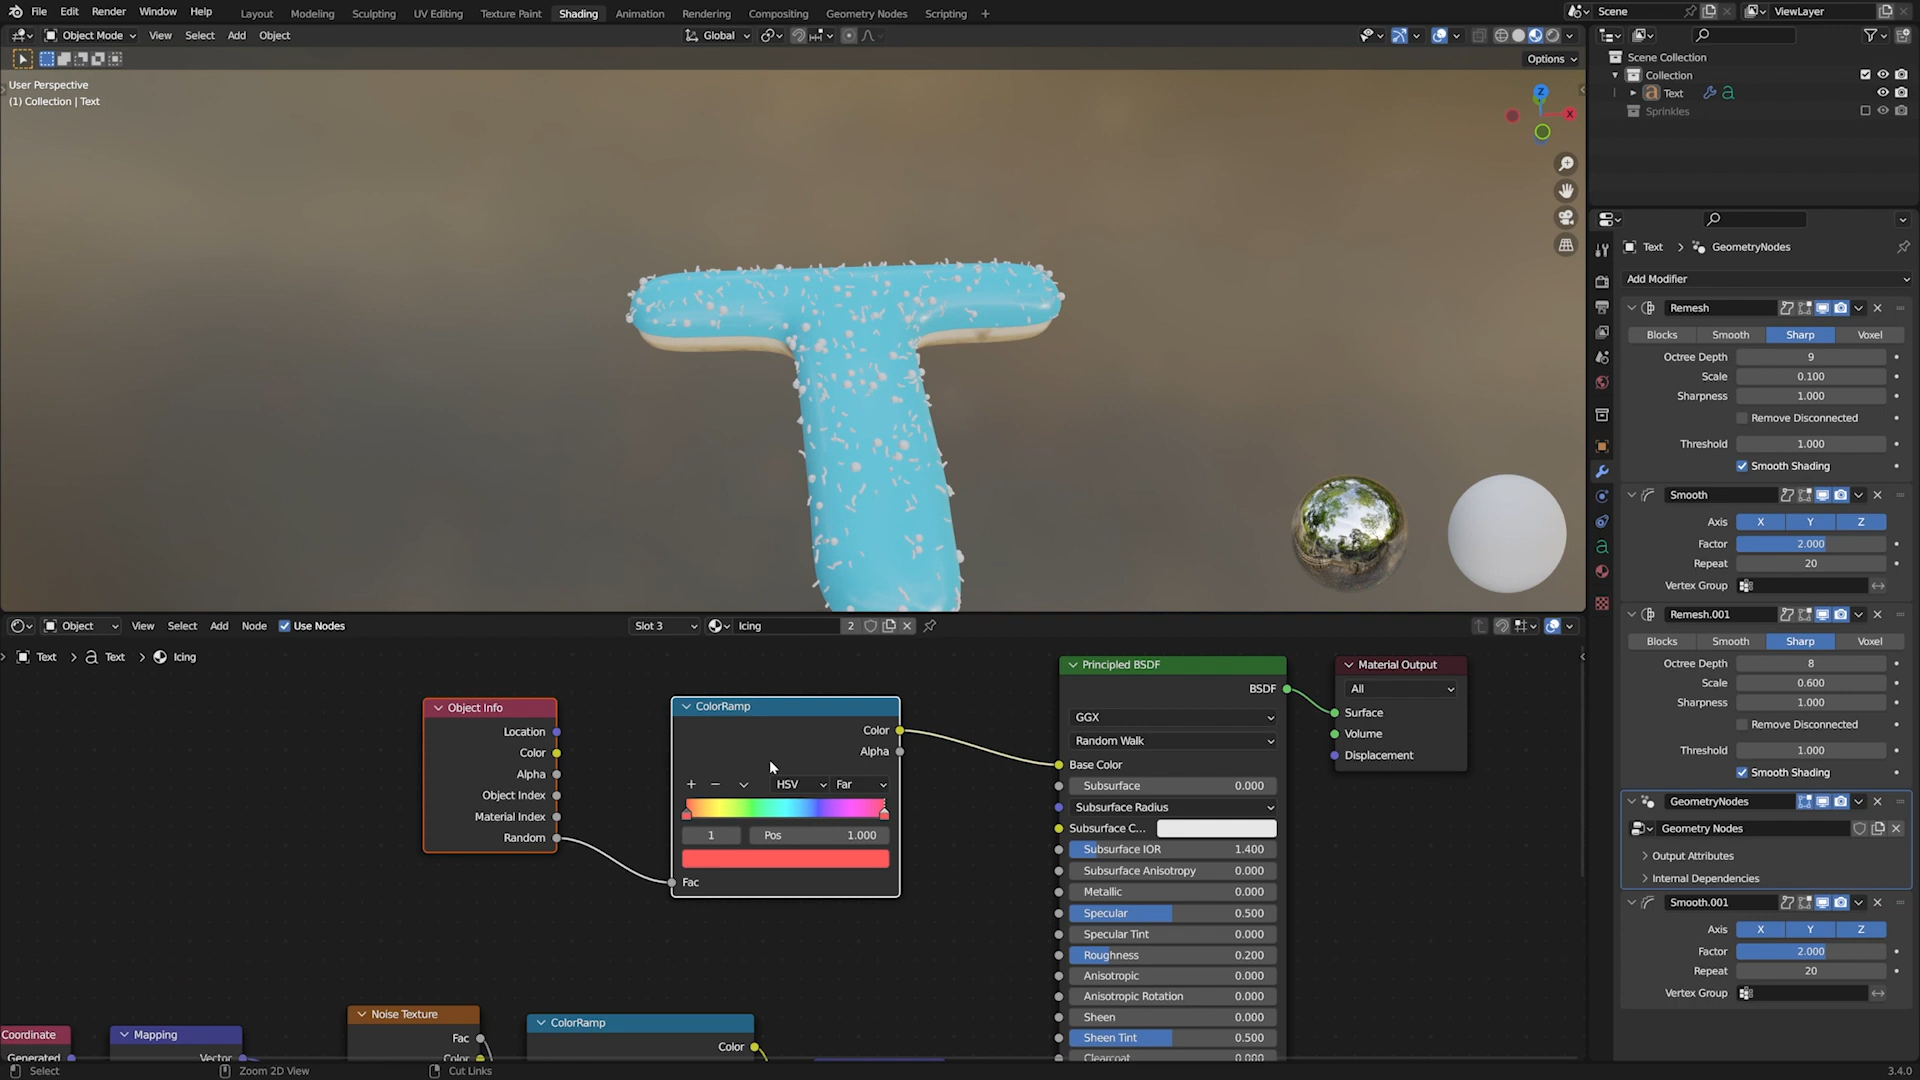 File Edit Render Window Help Layout Modeling Sculpting UV Editing Texture Paint Shading Animation Rendering Compositing Geometry Nodes Scripting + Scene ViewLayer
Object Mode View Select Add Object Global
Options
User Perspective
(1) Collection | Text
Z
X
Scene Collection
Collection
Text
Sprinkles
Text > GeometryNodes
Add Modifier
Remesh
Blocks Smooth Sharp Voxel
Octree Depth 9
Scale 0.100
Sharpness 1.000
Remove Disconnected
Threshold 1.000
Smooth Shading
Smooth
Axis X Y Z
Factor 2.000
Repeat 20
Vertex Group
Remesh.001
Blocks Smooth Sharp Voxel
Octree Depth 8
Scale 0.600
Sharpness 1.000
Remove Disconnected
Threshold 1.000
Smooth Shading
GeometryNodes
Geometry Nodes
Output Attributes
Internal Dependencies
Smooth.001
Axis X Y Z
Factor 2.000
Repeat 20
Vertex Group
Object View Select Add Node Use Nodes Slot 3 Icing 2
Text > Text > Icing
Object Info
Location
Color
Alpha
Object Index
Material Index
Random
ColorRamp
Color
Alpha
+ − HSV Far
1 Pos 1.000
Fac
Principled BSDF
BSDF
GGX
Random Walk
Base Color
Subsurface 0.000
Subsurface Radius
Subsurface C...
Subsurface IOR 1.400
Subsurface Anisotropy 0.000
Metallic 0.000
Specular 0.500
Specular Tint 0.000
Roughness 0.200
Anisotropic 0.000
Anisotropic Rotation 0.000
Sheen 0.000
Sheen Tint 0.500
Clearcoat 0.000
Material Output
All
Surface
Volume
Displacement
Coordinate
Generated
Mapping
Vector
Noise Texture
Fac
Color
ColorRamp
Color
Select Zoom 2D View Cut Links 3.4.0